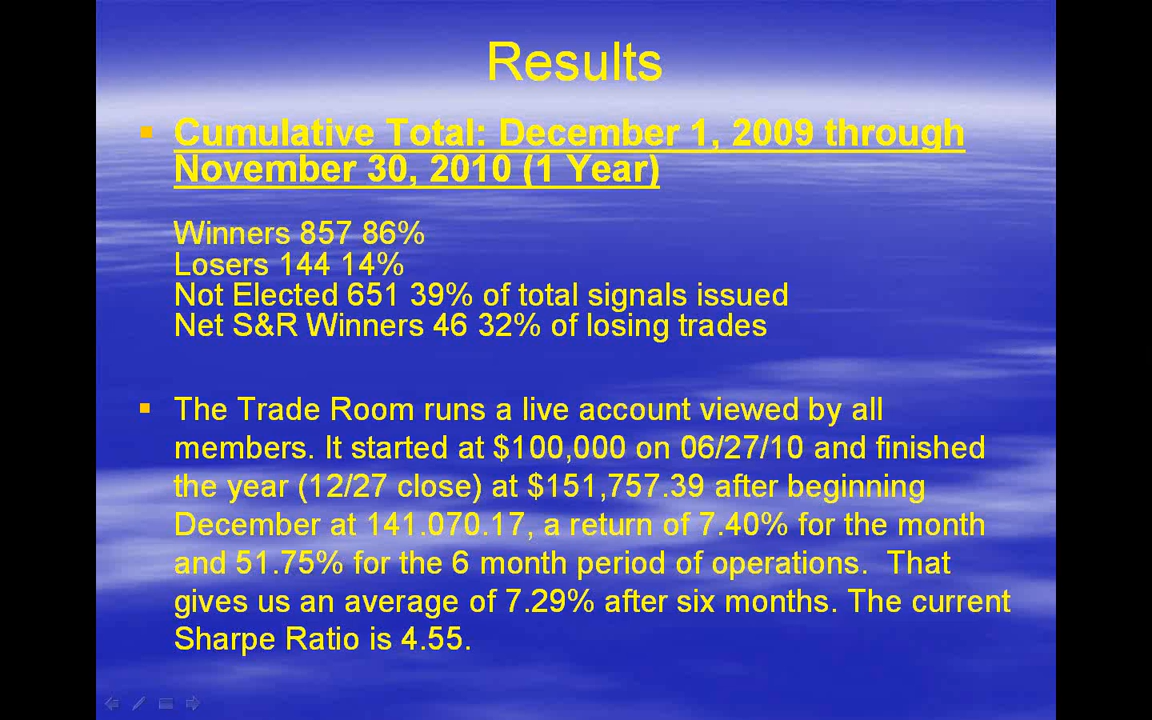 Results
▪ Cumulative Total: December 1, 2009 through
November 30, 2010 (1 Year)
Winners 857 86%
Losers 144 14%
Not Elected 651 39% of total signals issued
Net S&R Winners 46 32% of losing trades
▪ The Trade Room runs a live account viewed by all
members. It started at $100,000 on 06/27/10 and finished
the year (12/27 close) at $151,757.39 after beginning
December at 141.070.17, a return of 7.40% for the month
and 51.75% for the 6 month period of operations.  That
gives us an average of 7.29% after six months. The current
Sharpe Ratio is 4.55.